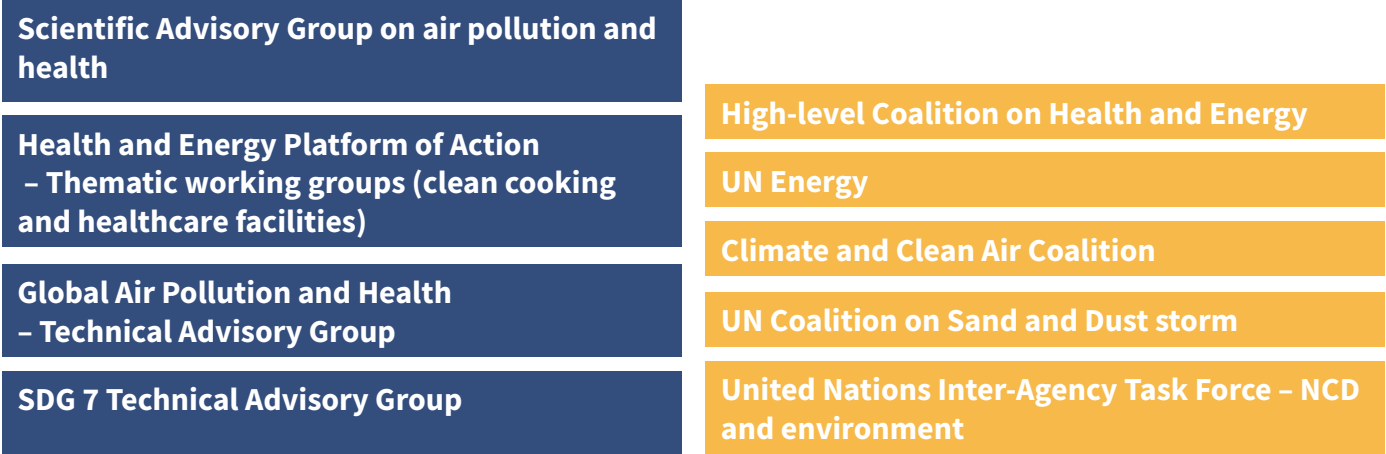 Scientific Advisory Group on air pollution and
health
Health and Energy Platform of Action
– Thematic working groups (clean cooking
and healthcare facilities)
Global Air Pollution and Health
– Technical Advisory Group
SDG 7 Technical Advisory Group
High-level Coalition on Health and Energy
UN Energy
Climate and Clean Air Coalition
UN Coalition on Sand and Dust storm
United Nations Inter-Agency Task Force – NCD
and environment